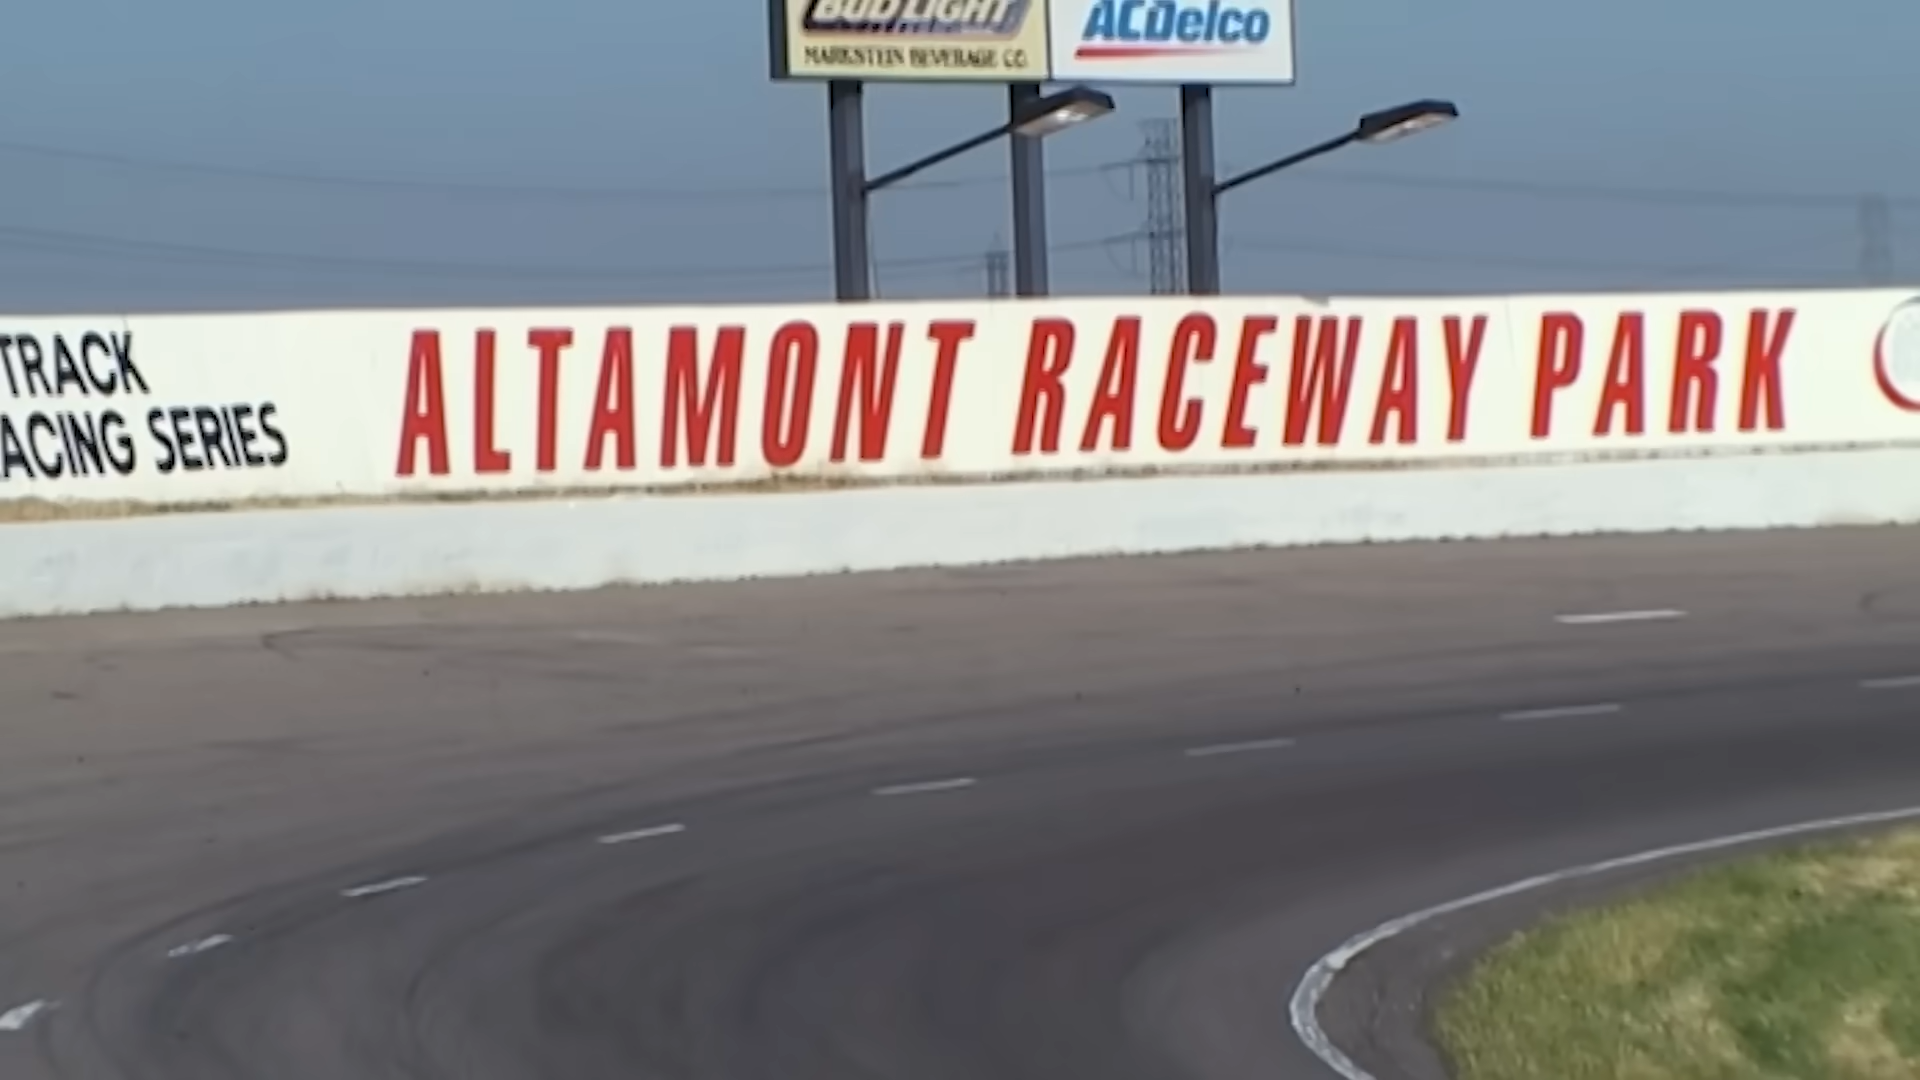 BUD LIGHT
MARKSTEIN BEVERAGE CO.
ACDelco
TRACK
ACING SERIES
ALTAMONT RACEWAY PARK